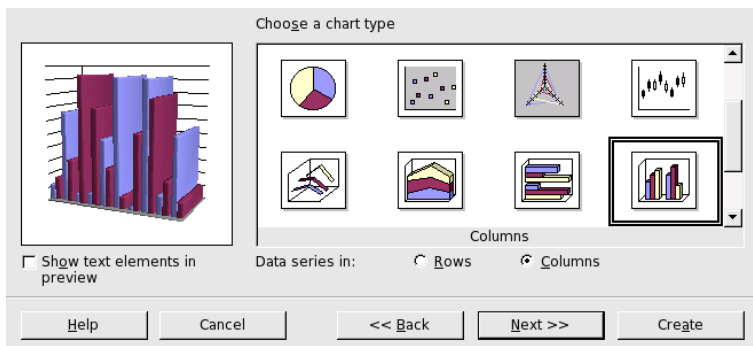 Choose a chart type
Columns
Show text elements in
preview
Data series in: Rows Columns
Help Cancel << Back Next >> Create